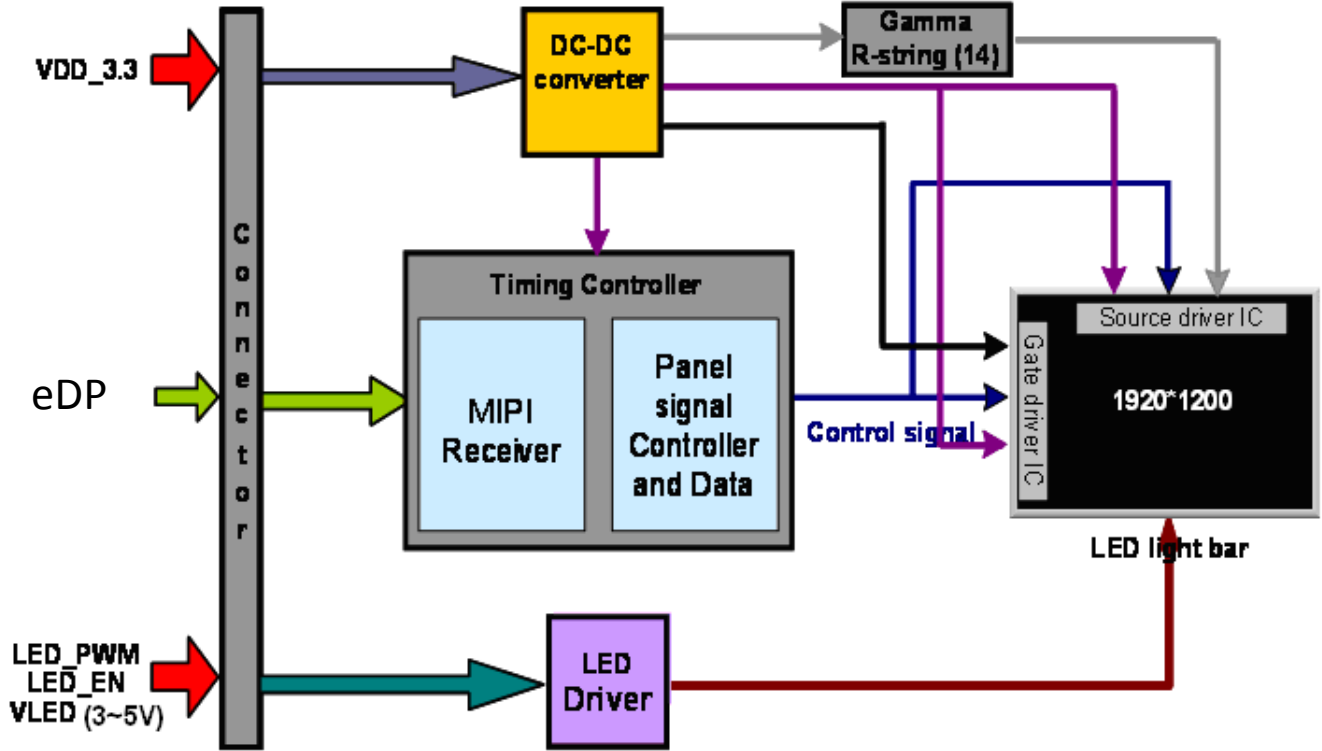 VDD_3.3
DC-DC
converter
Gamma
R-string (14)
Connector
Timing Controller
MIPI
Receiver
Panel
signal
Controller
and Data
eDP
Control signal
Source driver IC
Gate driver IC
1920*1200
LED light bar
LED_PWM
LED_EN
VLED (3~5V)
LED
Driver